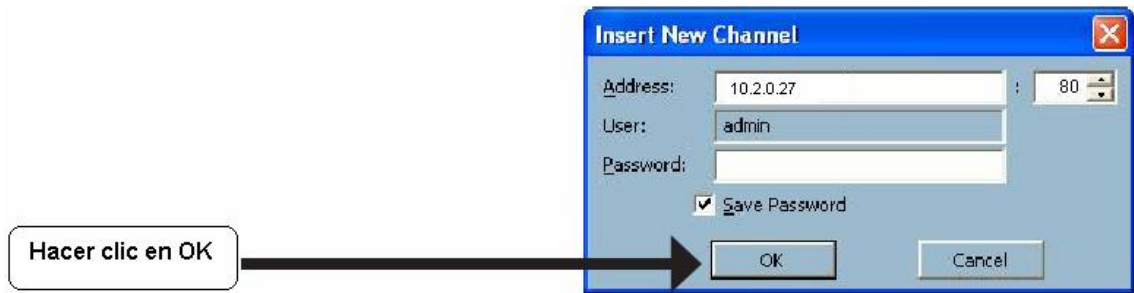 Insert New Channel
Address: 10.2.0.27 : 80
User: admin
Password:
Save Password
Hacer clic en OK
OK Cancel